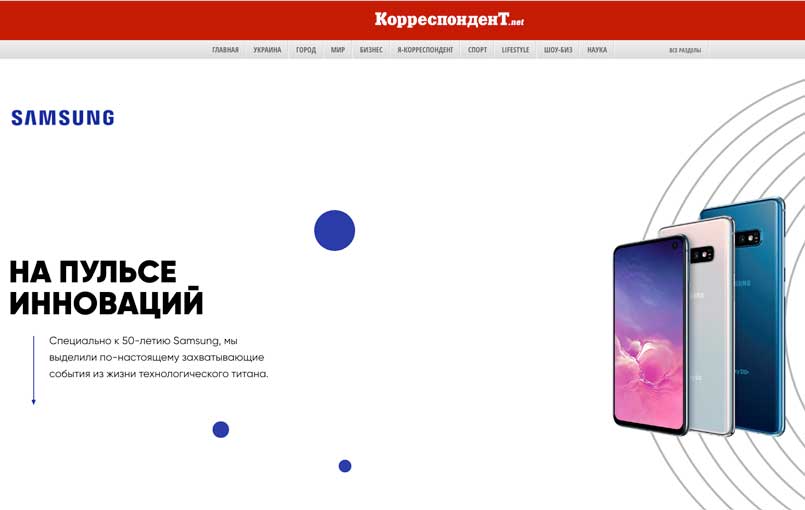 КорреспонденТ.net
ГЛАВНАЯ УКРАИНА ГОРОД МИР БИЗНЕС Я-КОРРЕСПОНДЕНТ СПОРТ LIFESTYLE ШОУ-БИЗ НАУКА ВСЕ РАЗДЕЛЫ
SAMSUNG
НА ПУЛЬСЕ
ИННОВАЦИЙ
Специально к 50-летию Samsung, мы
выделили по-настоящему захватывающие
события из жизни технологического титана.